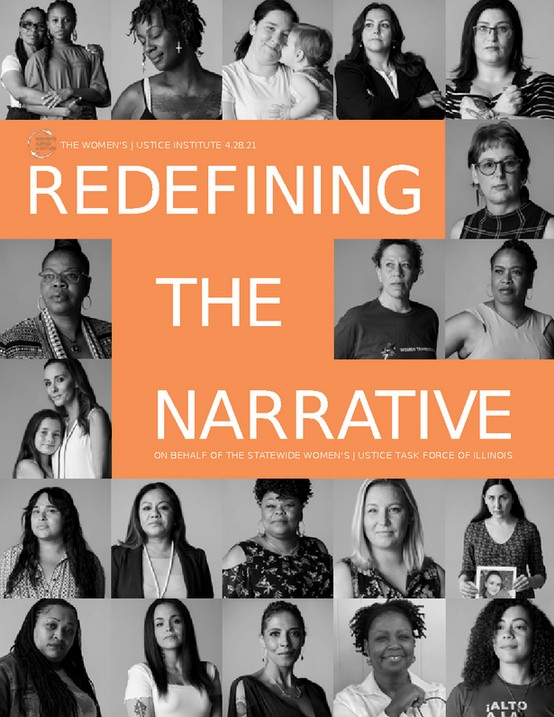 THE WOMEN'S JUSTICE INSTITUTE 4.28.21
REDEFINING
THE
NARRATIVE
ON BEHALF OF THE STATEWIDE WOMEN'S JUSTICE TASK FORCE OF ILLINOIS
¡ALTO
A LA